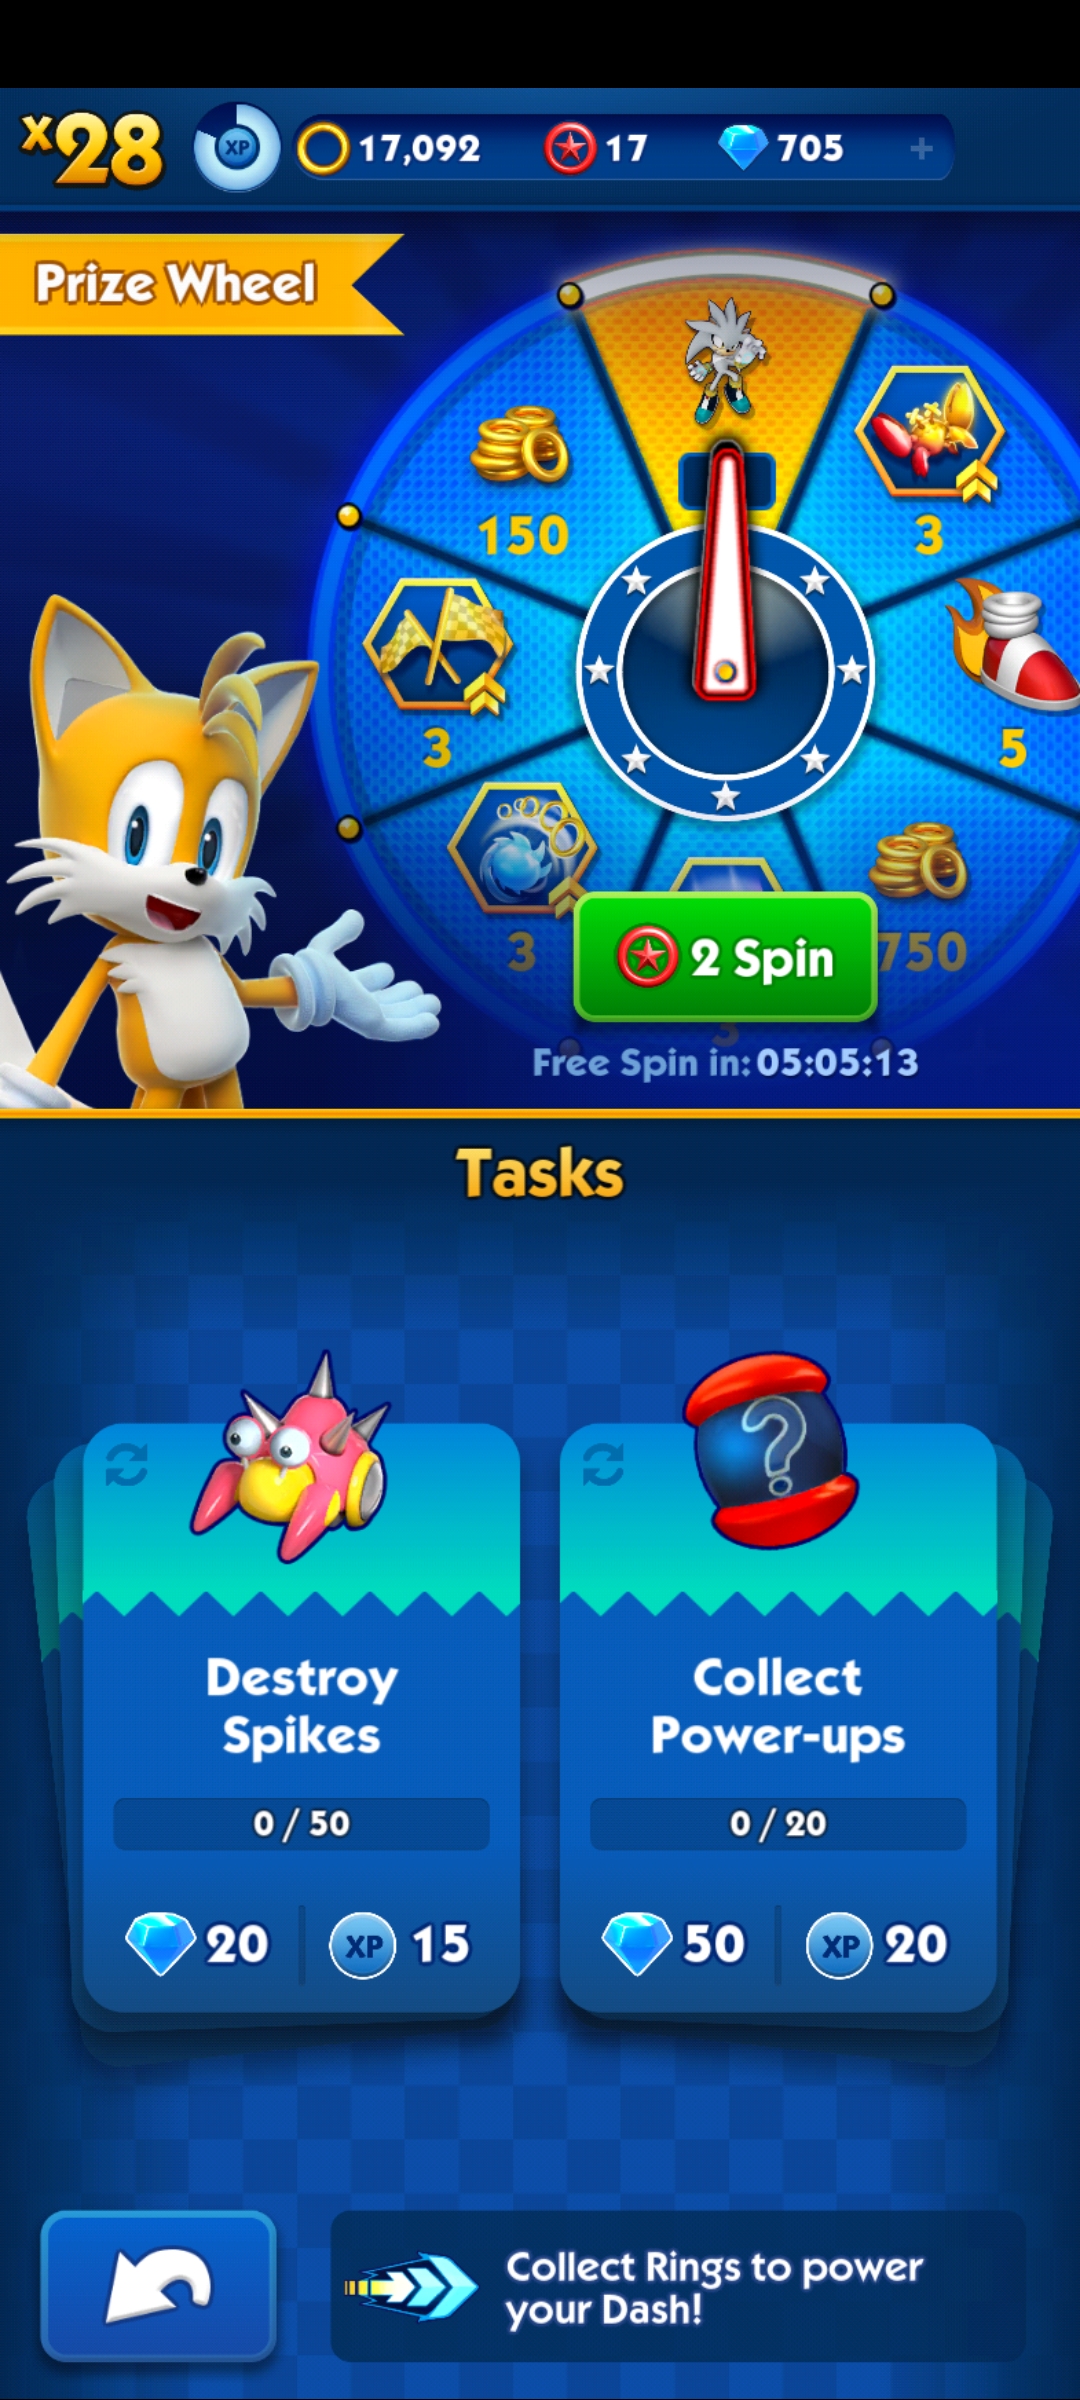 x28
XP
17,092
17
705
+
Prize Wheel
150
3
3
5
3
750
2 Spin
3
Free Spin in: 05:05:13
Tasks
?
Destroy
Spikes
Collect
Power-ups
0 / 50
0 / 20
20
XP
15
50
XP
20
Collect Rings to power
your Dash!